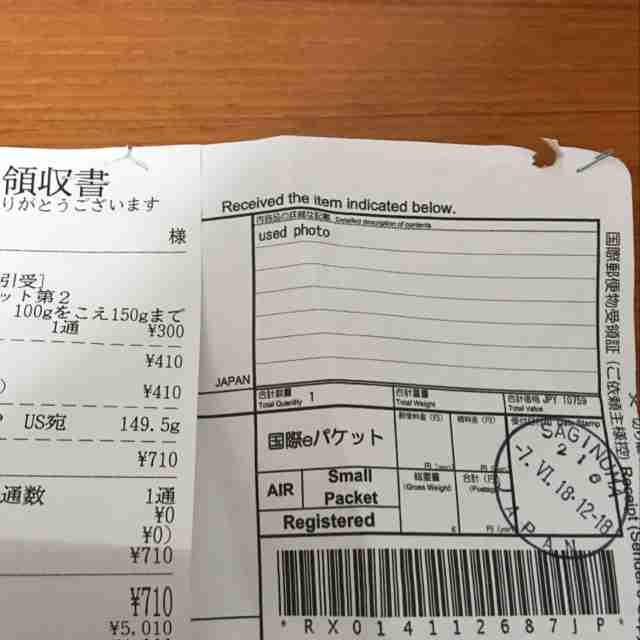 領収書
りがとうございます
様
引受]
ット第2
100gをこえ150gまで
1通 ¥300
¥410
) ¥410
US宛 149.5g
¥710
通数 1通
¥0
¥0)
¥710
¥710
¥5,010
Received the item indicated below.
内容品の詳細な記載 Detailed description of contents
used photo
JAPAN
合計数量
Total Quantity 1
合計重量
Total Weight
合計価格 JPY 10759
Total Value
国際eパケット
郵便料金(円)
AIR
Small
Packet
Registered
総重量
(Gross Weight)
合計(円)
(Postage)
g
SAGINUMA
216
-7.VI.18.12-18
JAPAN
*RX014112687JP*
国際郵便物受領証(ご依頼主様控)